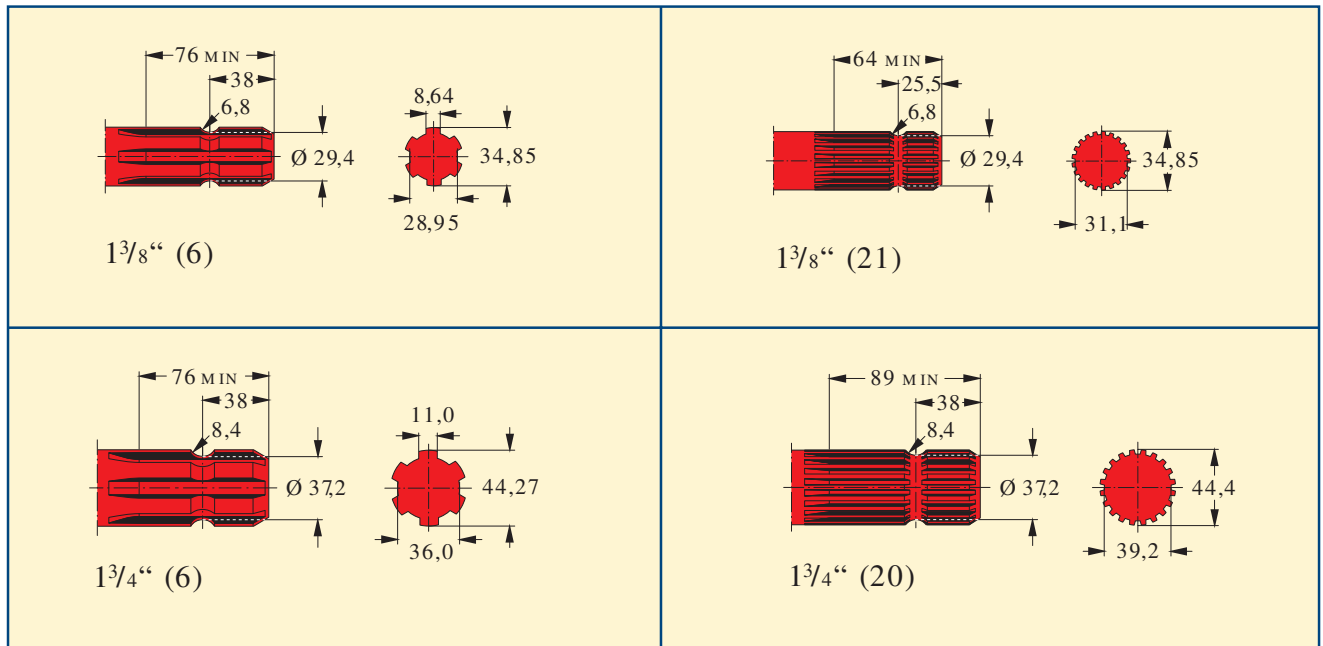 76 MIN
38
6,8
Ø 29,4
8,64
34,85
28,95
1³/8“ (6)
64 MIN
25,5
6,8
Ø 29,4
34,85
31,1
1³/8“ (21)
76 MIN
38
8,4
Ø 37,2
11,0
44,27
36,0
1³/4“ (6)
89 MIN
38
8,4
Ø 37,2
44,4
39,2
1³/4“ (20)